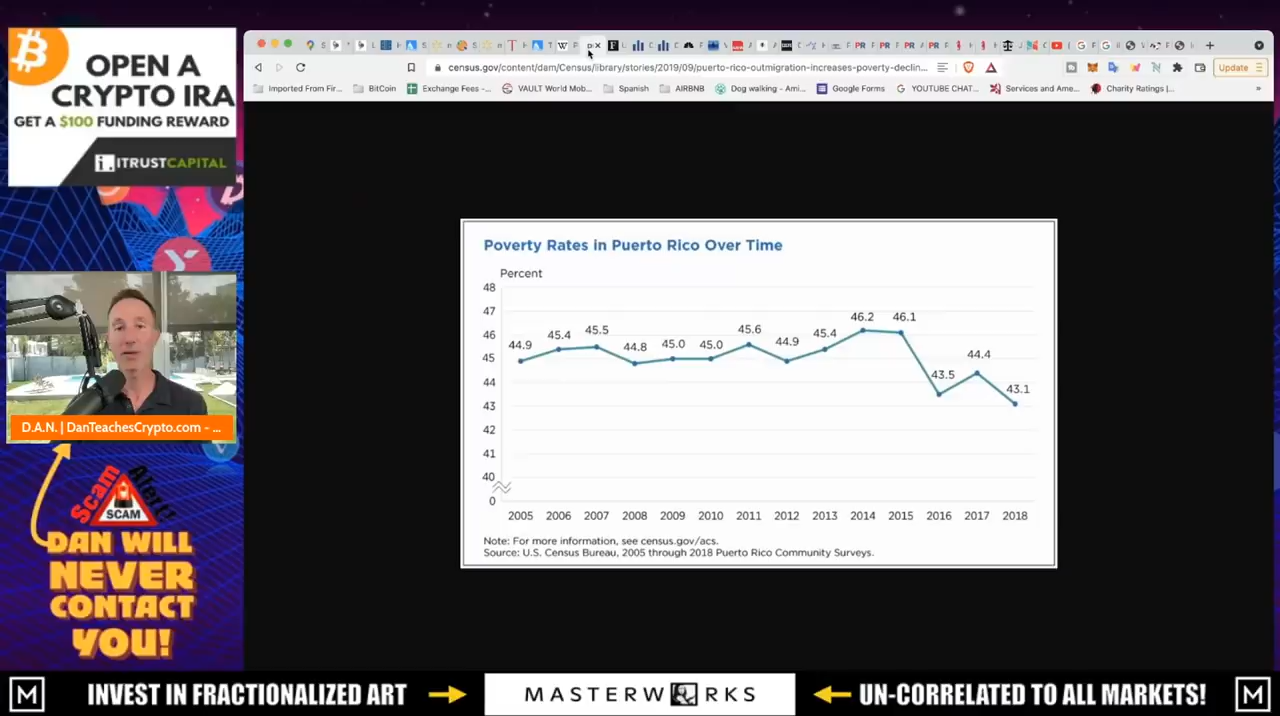 OPEN A
CRYPTO IRA
GET A $100 FUNDING REWARD
i. ITRUSTCAPITAL
D.A.N. | DanTeachesCrypto.com - ...
Scam Alert!
SCAM
DAN WILL
NEVER
CONTACT
YOU!
census.gov/content/dam/Census/library/stories/2019/09/puerto-rico-outmigration-increases-poverty-declin...
Update
Imported From Fir...
BitCoin
Exchange Fees -...
VAULT World Mob...
Spanish
AIRBNB
Dog walking - Ami...
Google Forms
YOUTUBE CHAT...
Services and Ame...
Charity Ratings |...
Poverty Rates in Puerto Rico Over Time
Percent
48
47
46
45
44
43
42
41
40
0
44.9
45.4
45.5
44.8
45.0
45.0
45.6
44.9
45.4
46.2
46.1
43.5
44.4
43.1
2005 2006 2007 2008 2009 2010 2011 2012 2013 2014 2015 2016 2017 2018
Note: For more information, see census.gov/acs.
Source: U.S. Census Bureau, 2005 through 2018 Puerto Rico Community Surveys.
M INVEST IN FRACTIONALIZED ART
MASTERWORKS
UN-CORRELATED TO ALL MARKETS! M